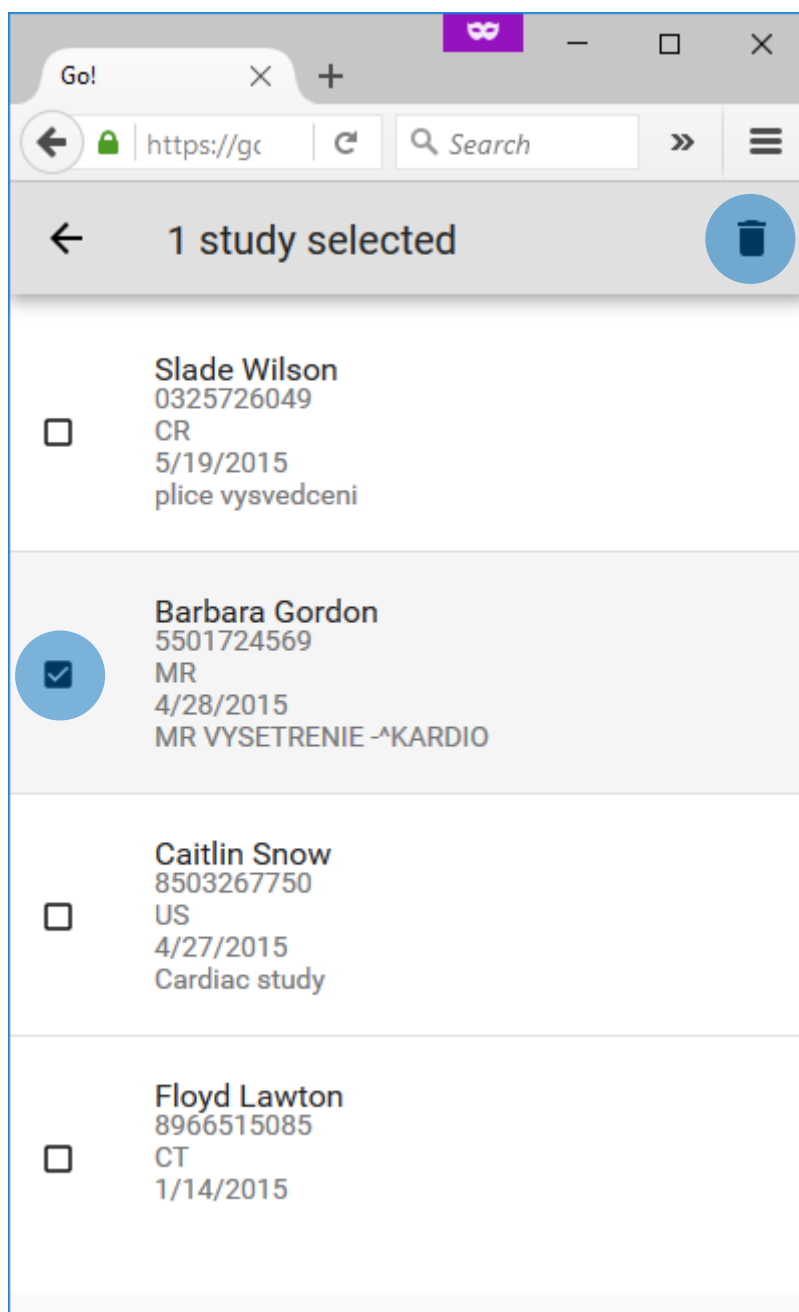 Go!
https://gc
Search
1 study selected
Slade Wilson
0325726049
CR
5/19/2015
plice vysvedceni
Barbara Gordon
5501724569
MR
4/28/2015
MR VYSETRENIE -^KARDIO
Caitlin Snow
8503267750
US
4/27/2015
Cardiac study
Floyd Lawton
8966515085
CT
1/14/2015